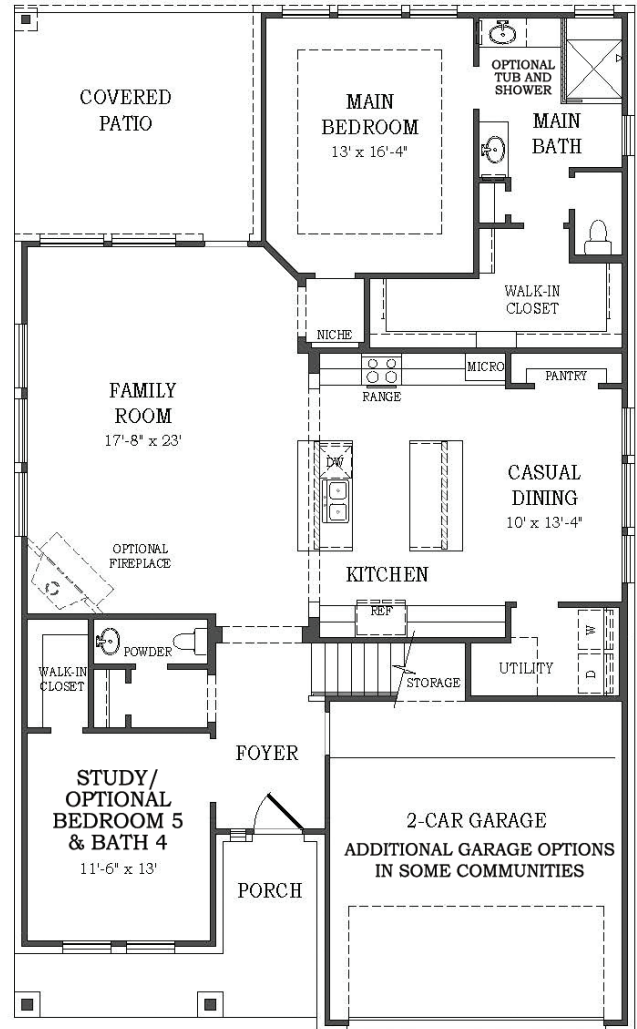 COVERED
PATIO
MAIN
BEDROOM
13' x 16'-4"
OPTIONAL
TUB AND
SHOWER
MAIN
BATH
WALK-IN
CLOSET
NICHE
MICRO
RANGE
PANTRY
FAMILY
ROOM
17'-8" x 23'
DW
CASUAL
DINING
10' x 13'-4"
OPTIONAL
FIREPLACE
KITCHEN
REF
WALK-IN
CLOSET
POWDER
STORAGE
UTILITY
W
D
FOYER
STUDY/
OPTIONAL
BEDROOM 5
& BATH 4
11'-6" x 13'
PORCH
2-CAR GARAGE
ADDITIONAL GARAGE OPTIONS
IN SOME COMMUNITIES